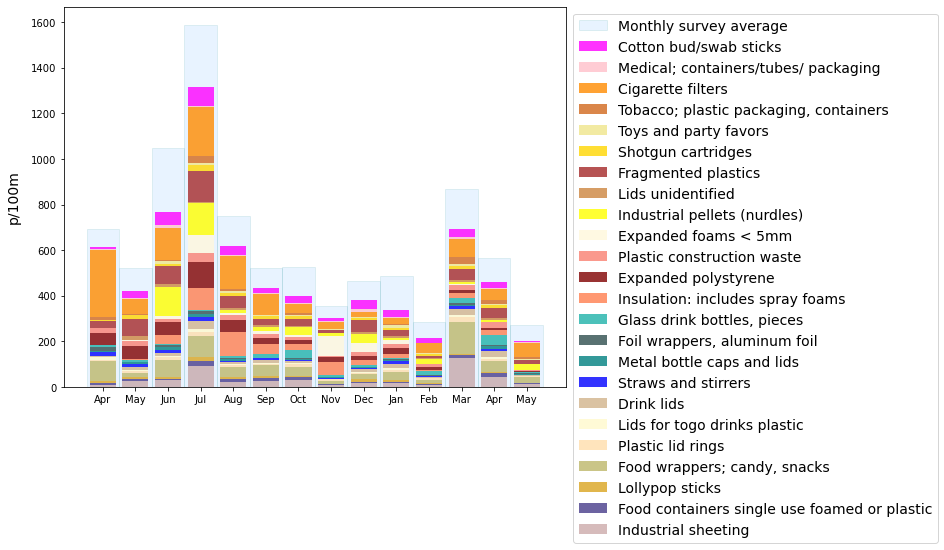 1600
1400
1200
1000
800
600
400
200
0
p/100m
Apr May Jun Jul Aug Sep Oct Nov Dec Jan Feb Mar Apr May
Monthly survey average
Cotton bud/swab sticks
Medical; containers/tubes/ packaging
Cigarette filters
Tobacco; plastic packaging, containers
Toys and party favors
Shotgun cartridges
Fragmented plastics
Lids unidentified
Industrial pellets (nurdles)
Expanded foams < 5mm
Plastic construction waste
Expanded polystyrene
Insulation: includes spray foams
Glass drink bottles, pieces
Foil wrappers, aluminum foil
Metal bottle caps and lids
Straws and stirrers
Drink lids
Lids for togo drinks plastic
Plastic lid rings
Food wrappers; candy, snacks
Lollypop sticks
Food containers single use foamed or plastic
Industrial sheeting